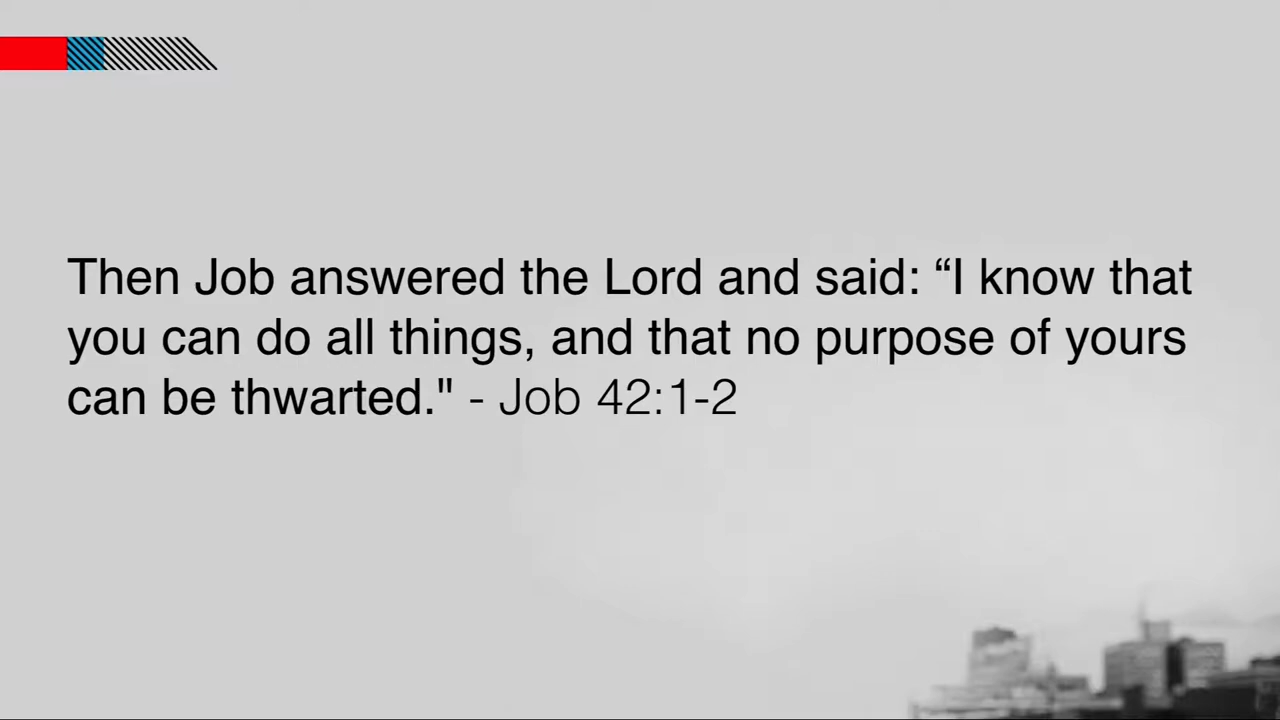 Then Job answered the Lord and said: “I know that
you can do all things, and that no purpose of yours
can be thwarted." - Job 42:1-2